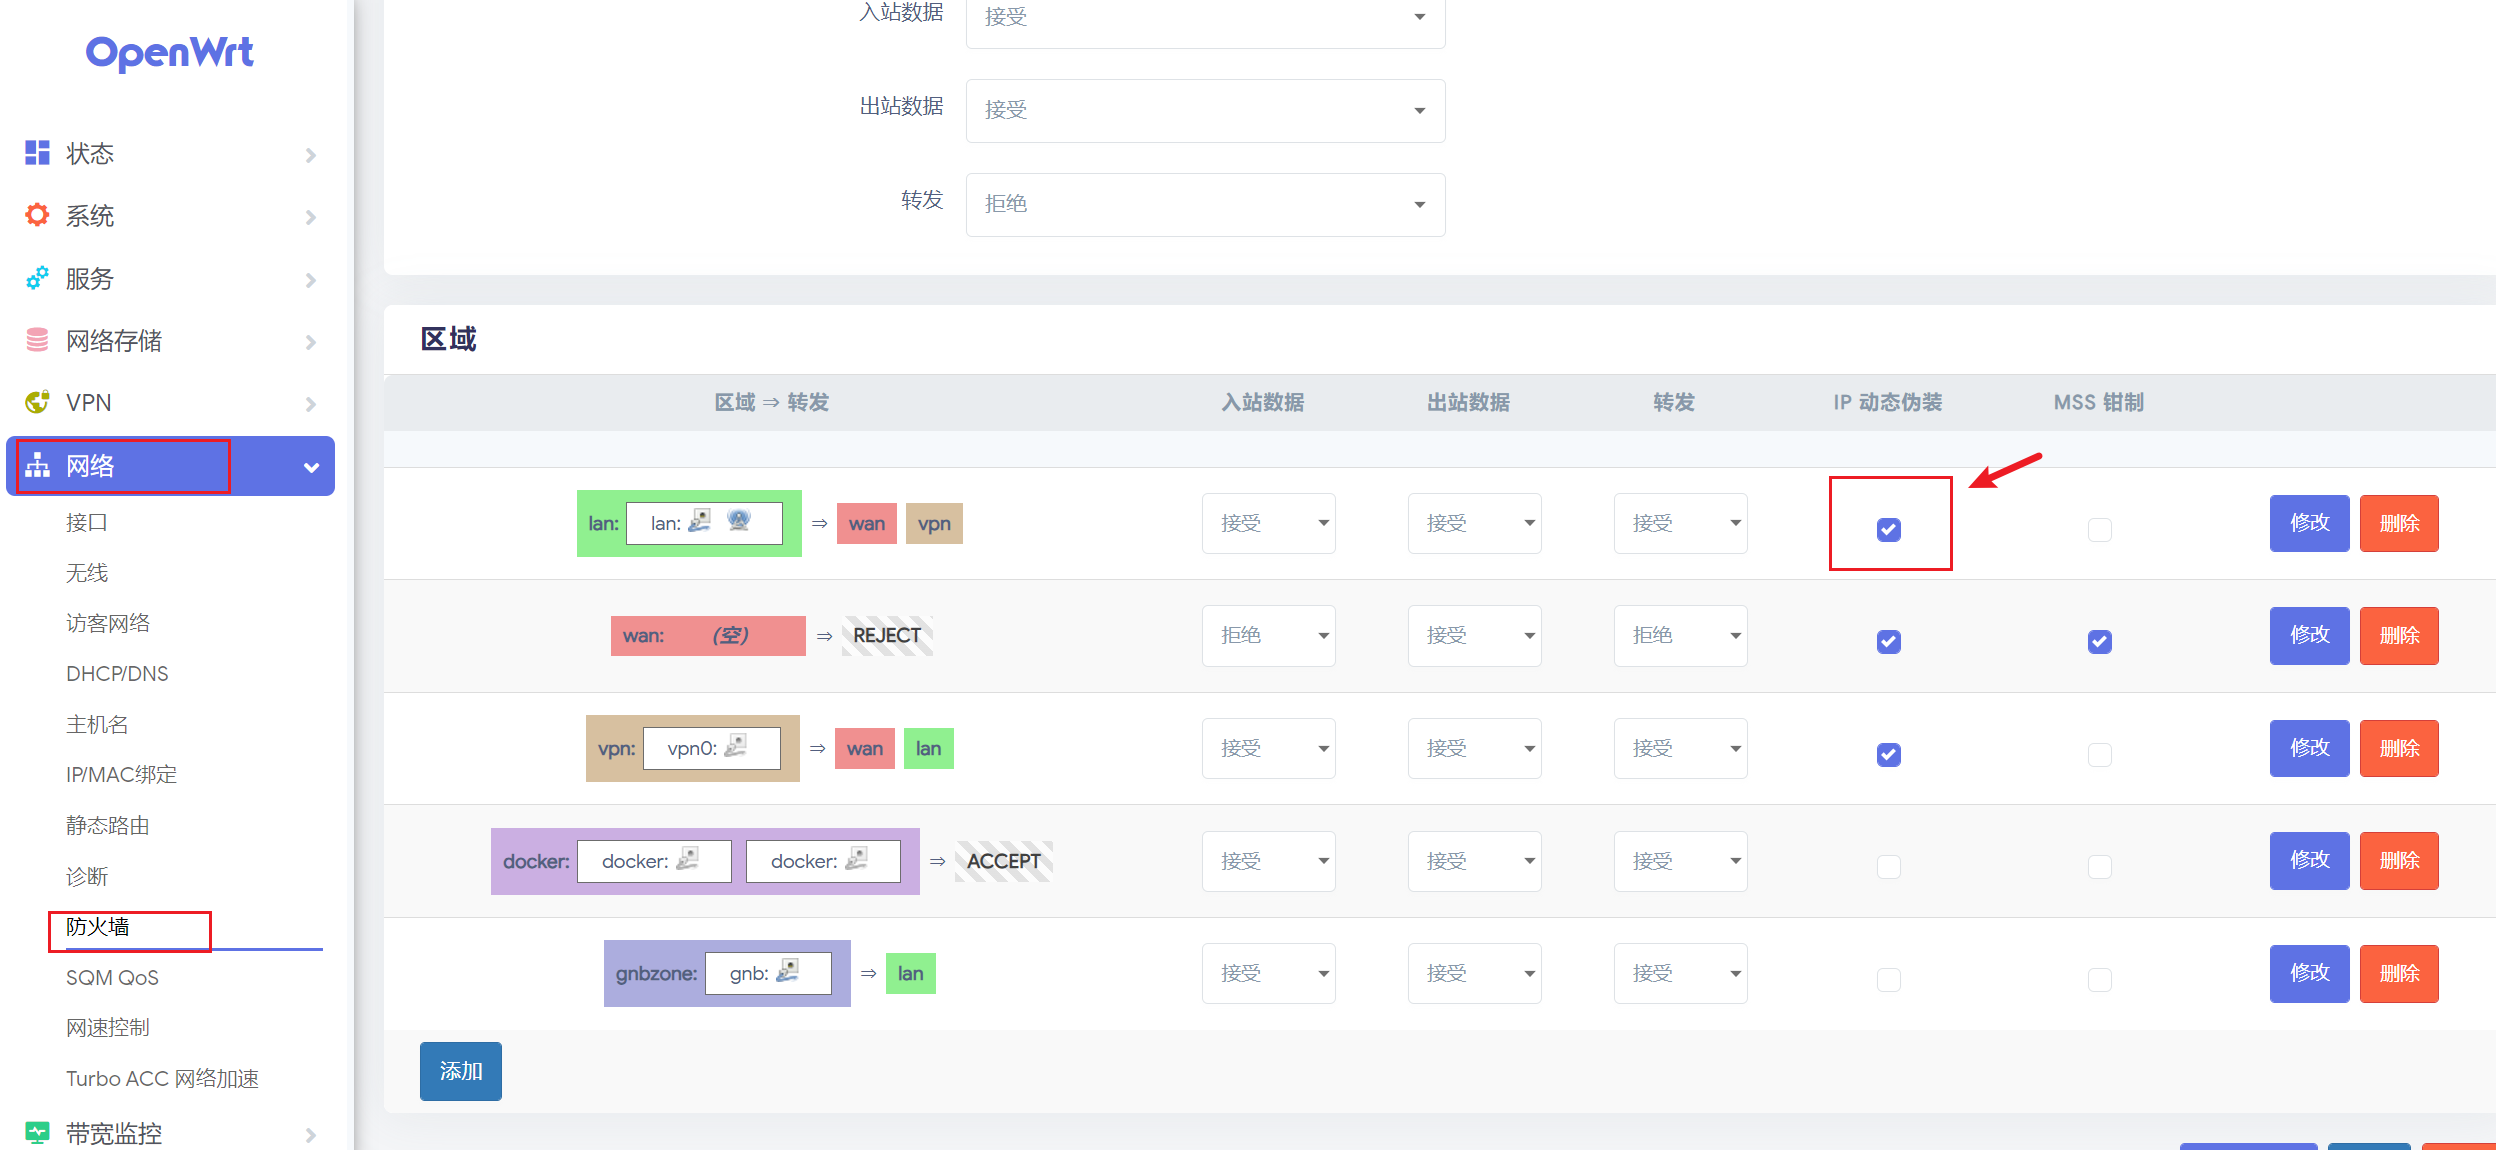 OpenWrt
状态
系统
服务
网络存储
VPN
网络
接口
无线
访客网络
DHCP/DNS
主机名
IP/MAC绑定
静态路由
诊断
防火墙
SQM QoS
网速控制
Turbo ACC 网络加速
带宽监控
入站数据 接受
出站数据 接受
转发 拒绝
区域
区域 ⇒ 转发 入站数据 出站数据 转发 IP 动态伪装 MSS 钳制
lan: lan: ⇒ wan vpn 接受 接受 接受 修改 删除
wan: (空) ⇒ REJECT 拒绝 接受 拒绝 修改 删除
vpn: vpn0: ⇒ wan lan 接受 接受 接受 修改 删除
docker: docker: docker: ⇒ ACCEPT 接受 接受 接受 修改 删除
gnbzone: gnb: ⇒ lan 接受 接受 接受 修改 删除
添加